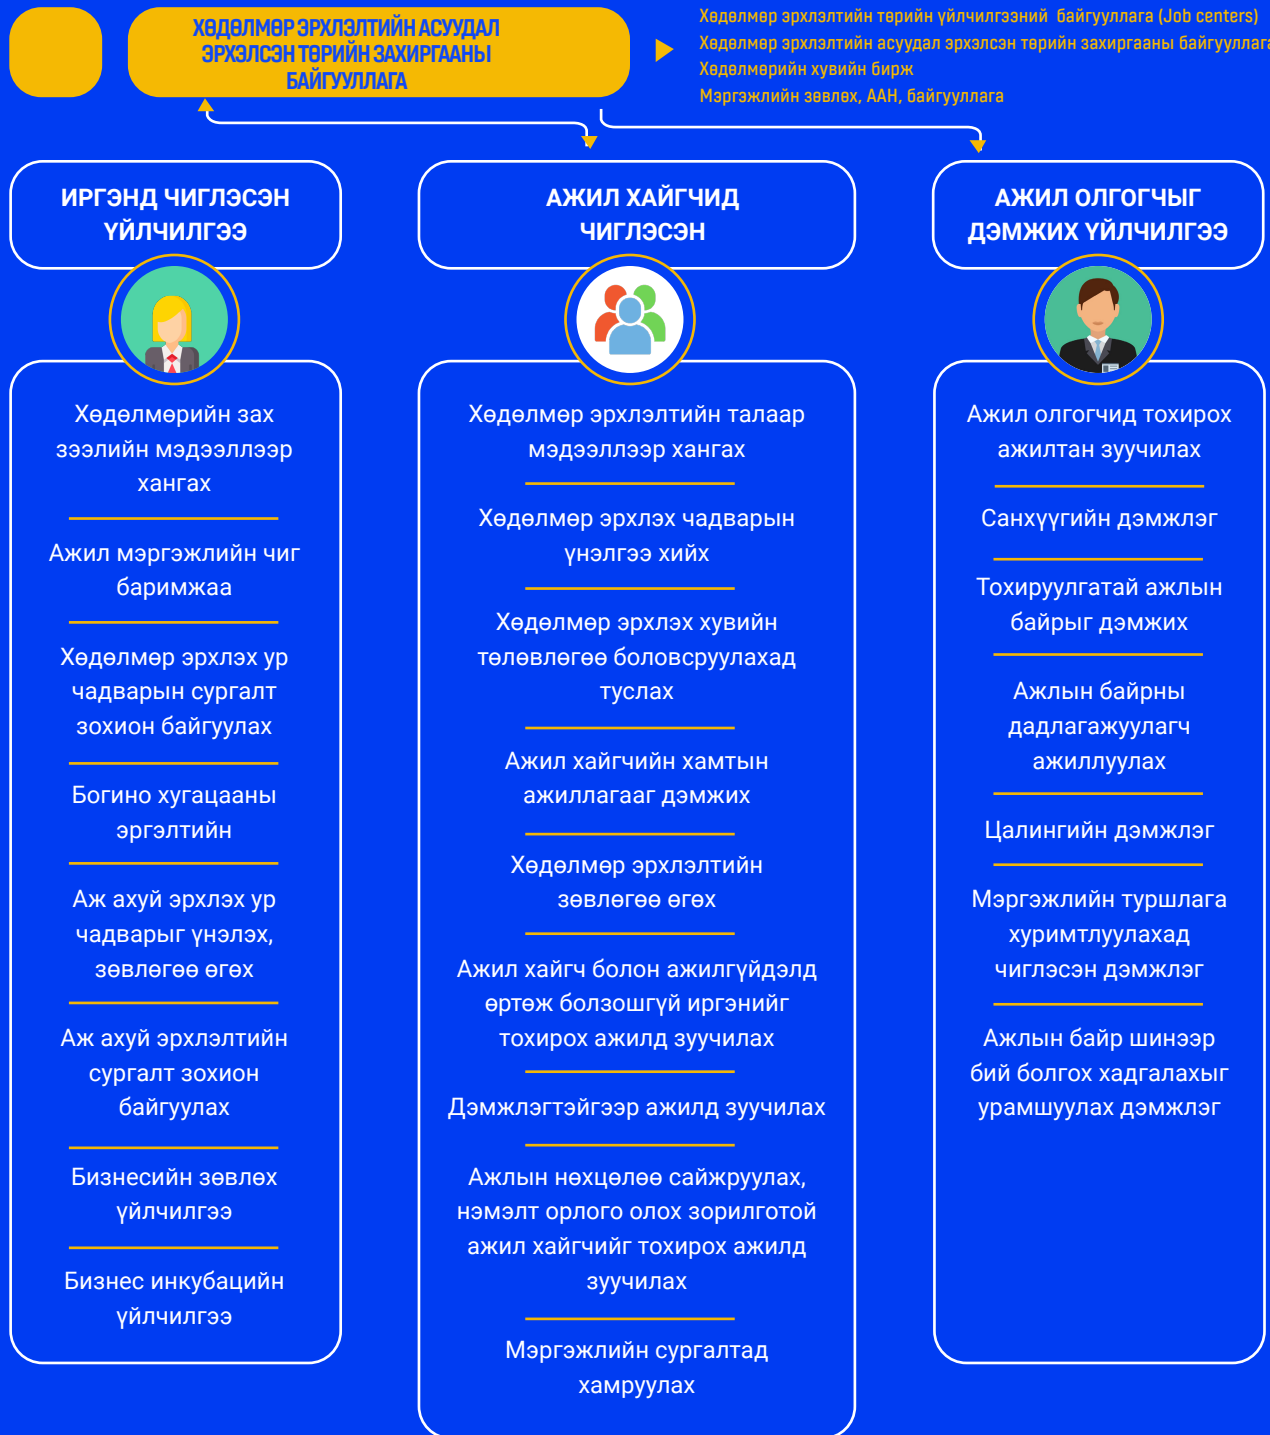 ХӨДӨЛМӨР ЭРХЛЭЛТИЙН АСУУДАЛ
ЭРХЭЛСЭН ТӨРИЙН ЗАХИРГААНЫ
БАЙГУУЛЛАГА
Хөдөлмөр эрхлэлтийн төрийн үйлчилгээний байгууллага (Job centers)
Хөдөлмөр эрхлэлтийн асуудал эрхэлсэн төрийн захиргааны байгууллага
Хөдөлмөрийн хувийн бирж
Мэргэжлийн зөвлөх, ААН, байгууллага
ИРГЭНД ЧИГЛЭСЭН
ҮЙЛЧИЛГЭЭ
Хөдөлмөрийн зах
зээлийн мэдээллээр
хангах
Ажил мэргэжлийн чиг
баримжаа
Хөдөлмөр эрхлэх ур
чадварын сургалт
зохион байгуулах
Богино хугацааны
эргэлтийн
Аж ахуй эрхлэх ур
чадварыг үнэлэх,
зөвлөгөө өгөх
Аж ахуй эрхлэлтийн
сургалт зохион
байгуулах
Бизнесийн зөвлөх
үйлчилгээ
Бизнес инкубацийн
үйлчилгээ
АЖИЛ ХАЙГЧИД
ЧИГЛЭСЭН
Хөдөлмөр эрхлэлтийн талаар
мэдээллээр хангах
Хөдөлмөр эрхлэх чадварын
үнэлгээ хийх
Хөдөлмөр эрхлэх хувийн
төлөвлөгөө боловсруулахад
туслах
Ажил хайгчийн хамтын
ажиллагааг дэмжих
Хөдөлмөр эрхлэлтийн
зөвлөгөө өгөх
Ажил хайгч болон ажилгүйдэлд
өртөж болзошгүй иргэнийг
тохирох ажилд зуучилах
Дэмжлэгтэйгээр ажилд зуучилах
Ажлын нөхцөлөө сайжруулах,
нэмэлт орлого олох зорилготой
ажил хайгчийг тохирох ажилд
зуучилах
Мэргэжлийн сургалтад
хамруулах
АЖИЛ ОЛГОГЧЫГ
ДЭМЖИХ ҮЙЛЧИЛГЭЭ
Ажил олгогчид тохирох
ажилтан зуучилах
Санхүүгийн дэмжлэг
Тохируулгатай ажлын
байрыг дэмжих
Ажлын байрны
дадлагажуулагч
ажиллуулах
Цалингийн дэмжлэг
Мэргэжлийн туршлага
хуримтлуулахад
чиглэсэн дэмжлэг
Ажлын байр шинээр
бий болгох хадгалахыг
урамшуулах дэмжлэг